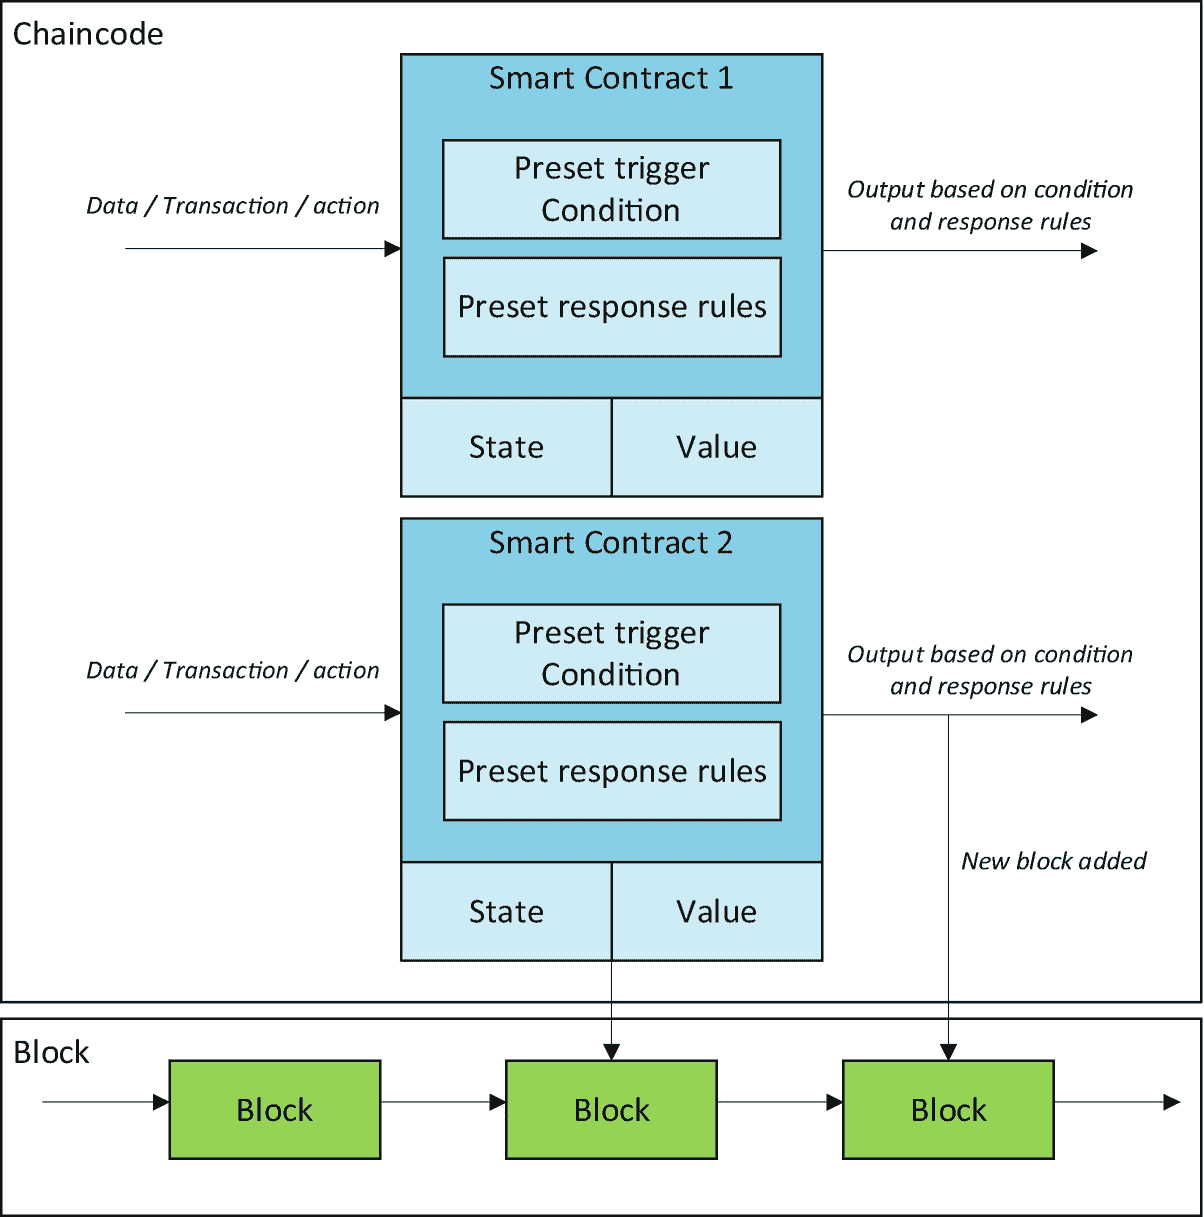 Chaincode
Smart Contract 1
Preset trigger
Condition
Data / Transaction / action
Output based on condition
and response rules
Preset response rules
State
Value
Smart Contract 2
Preset trigger
Condition
Data / Transaction / action
Output based on condition
and response rules
Preset response rules
New block added
State
Value
Block
Block
Block
Block